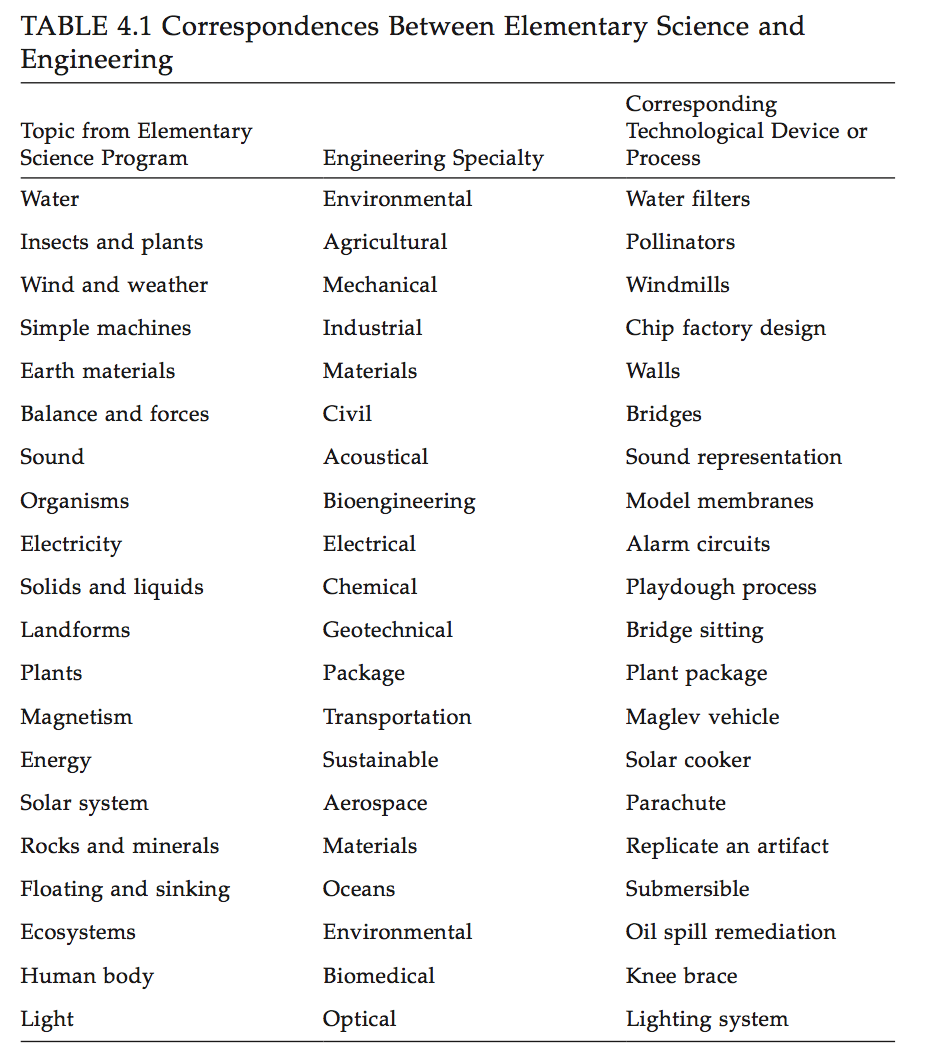 TABLE 4.1 Correspondences Between Elementary Science and
Engineering
Topic from Elementary
Science Program
Engineering Specialty
Corresponding
Technological Device or
Process
Water Environmental Water filters
Insects and plants Agricultural Pollinators
Wind and weather Mechanical Windmills
Simple machines Industrial Chip factory design
Earth materials Materials Walls
Balance and forces Civil Bridges
Sound Acoustical Sound representation
Organisms Bioengineering Model membranes
Electricity Electrical Alarm circuits
Solids and liquids Chemical Playdough process
Landforms Geotechnical Bridge sitting
Plants Package Plant package
Magnetism Transportation Maglev vehicle
Energy Sustainable Solar cooker
Solar system Aerospace Parachute
Rocks and minerals Materials Replicate an artifact
Floating and sinking Oceans Submersible
Ecosystems Environmental Oil spill remediation
Human body Biomedical Knee brace
Light Optical Lighting system